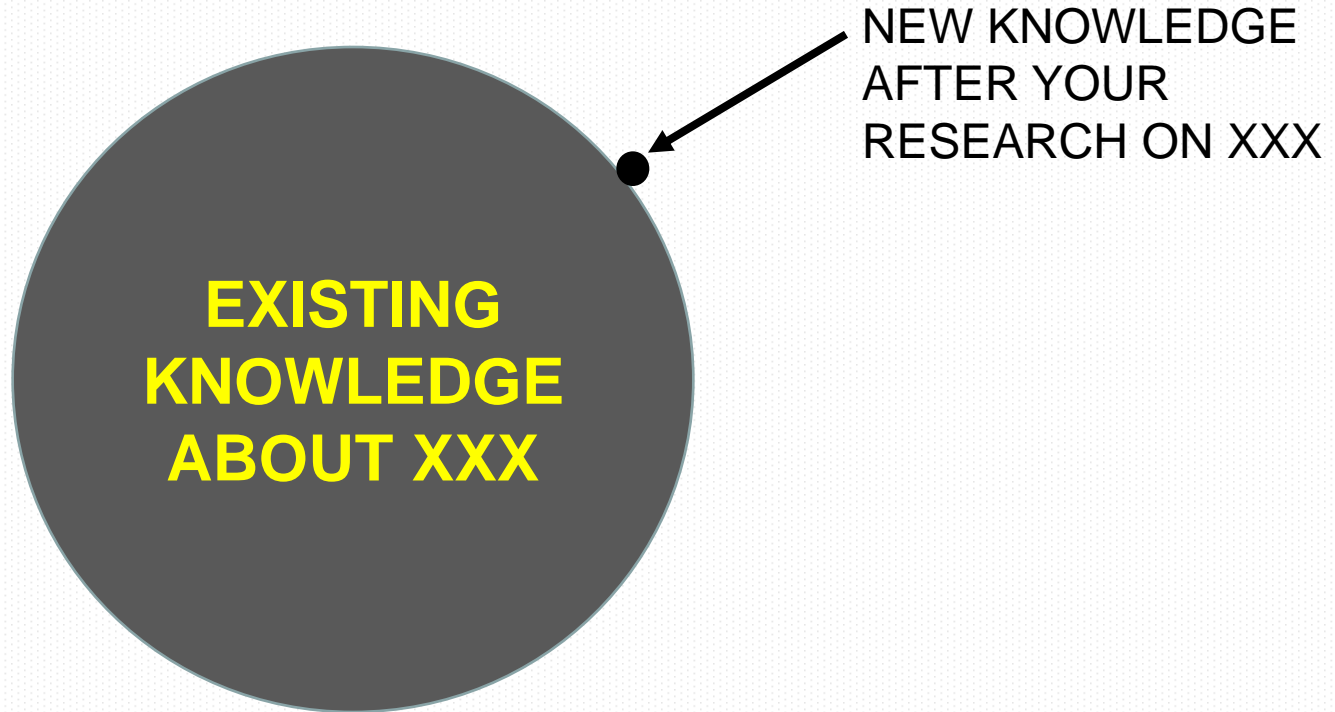 NEW KNOWLEDGE
AFTER YOUR
RESEARCH ON XXX
EXISTING
KNOWLEDGE
ABOUT XXX